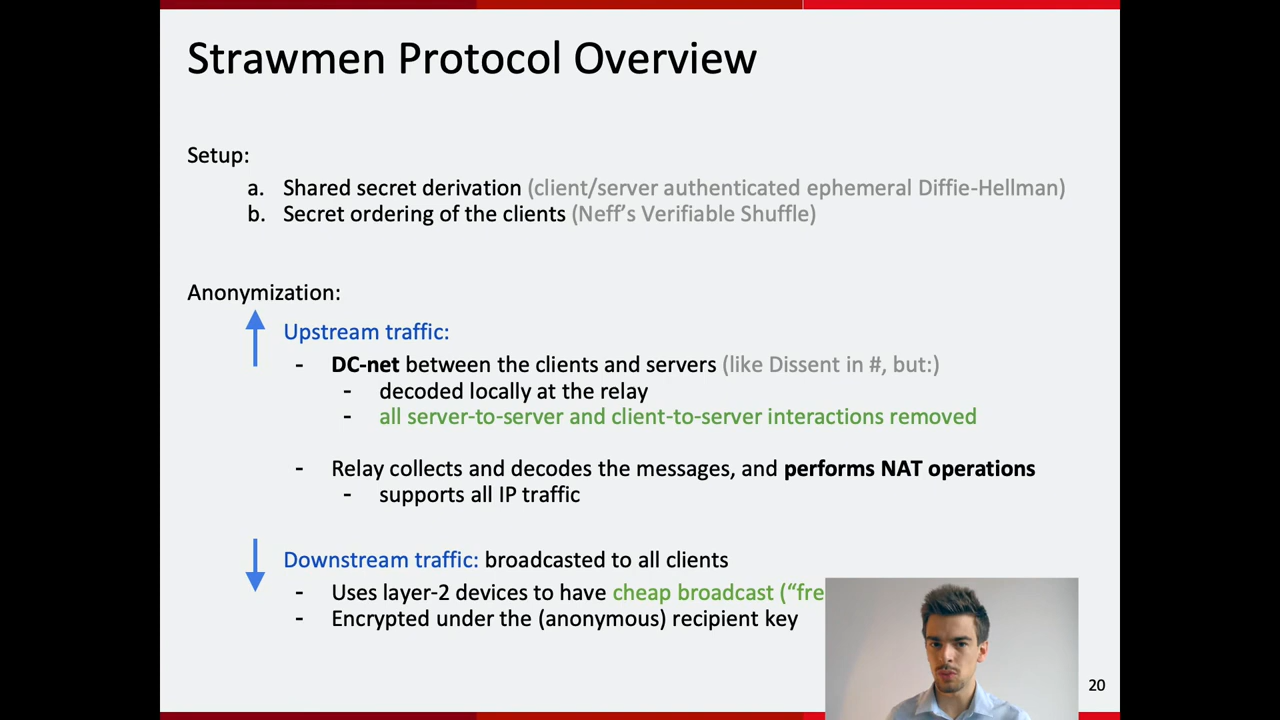 Strawmen Protocol Overview
Setup:
a. Shared secret derivation (client/server authenticated ephemeral Diffie-Hellman)
b. Secret ordering of the clients (Neff's Verifiable Shuffle)
Anonymization:
Upstream traffic:
- DC-net between the clients and servers (like Dissent in #, but:)
- decoded locally at the relay
- all server-to-server and client-to-server interactions removed
- Relay collects and decodes the messages, and performs NAT operations
- supports all IP traffic
Downstream traffic: broadcasted to all clients
- Uses layer-2 devices to have cheap broadcast (“
- Encrypted under the (anonymous) recipient key
20